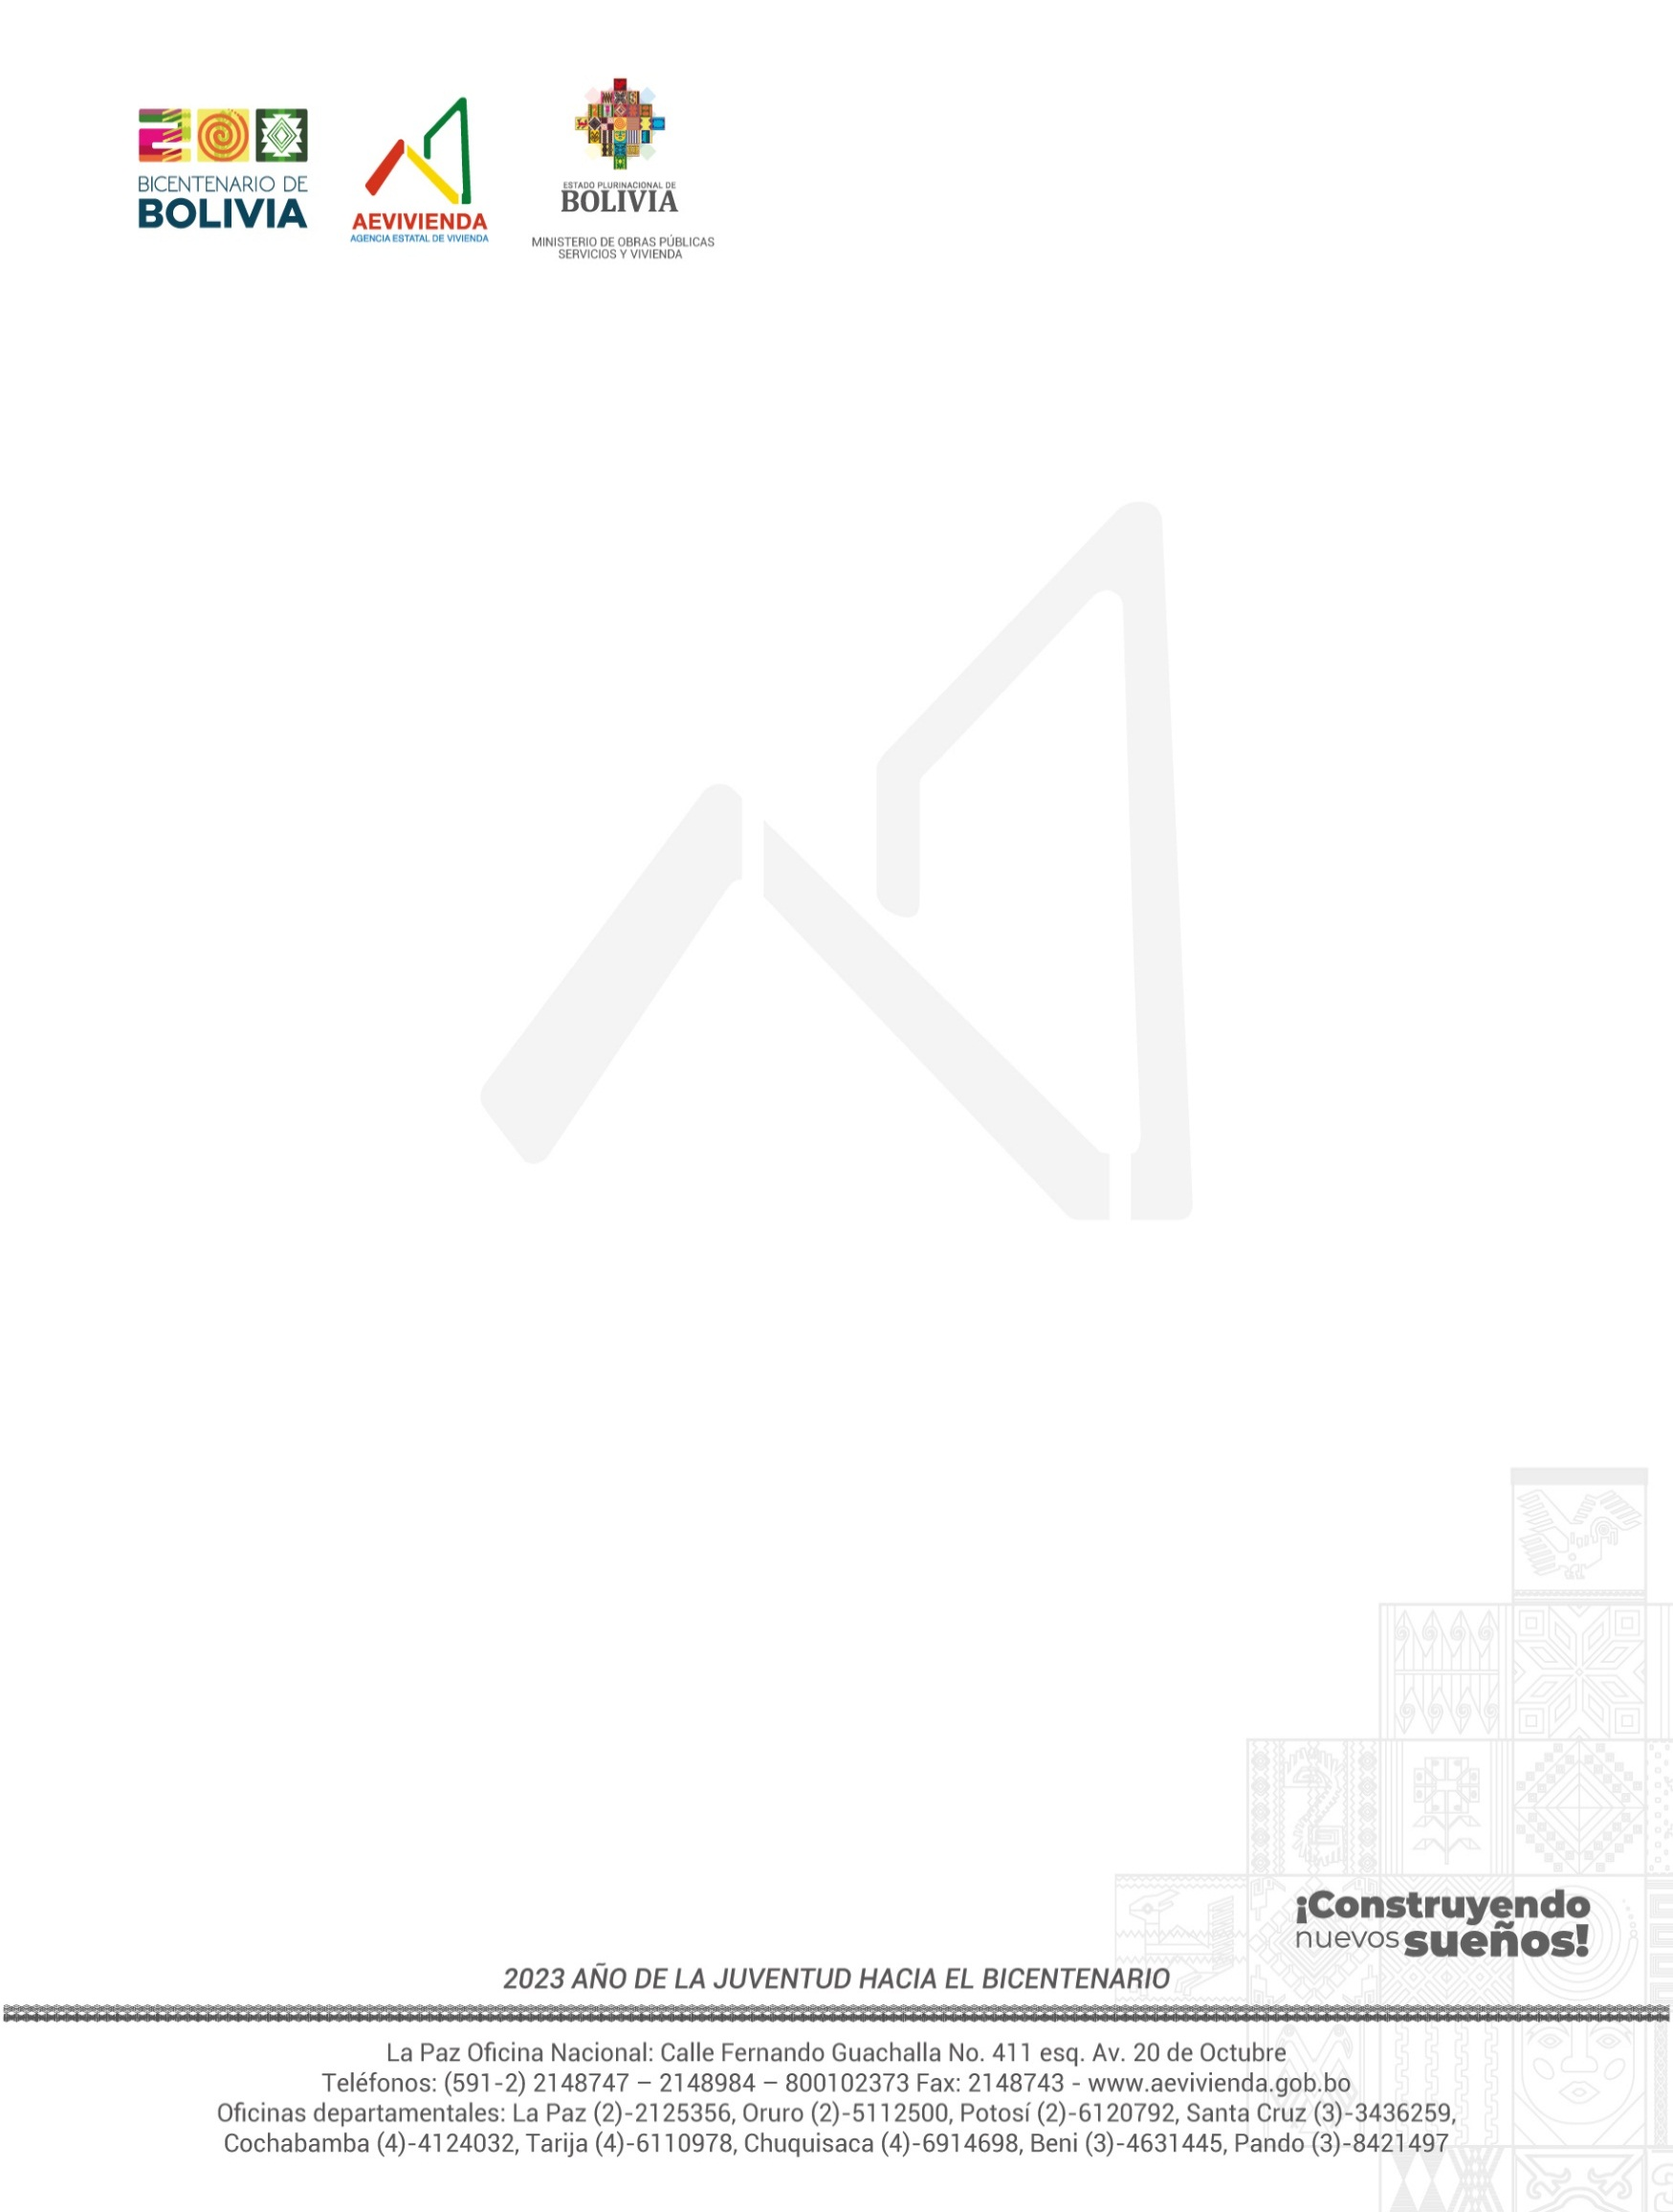 BICENTENARIO DE
BOLIVIA
AEVIVIENDA
AGENCIA ESTATAL DE VIVIENDA
ESTADO PLURINACIONAL DE
BOLIVIA
MINISTERIO DE OBRAS PÚBLICAS
SERVICIOS Y VIVIENDA
¡Construyendo
nuevos sueños!
2023 AÑO DE LA JUVENTUD HACIA EL BICENTENARIO
La Paz Oficina Nacional: Calle Fernando Guachalla No. 411 esq. Av. 20 de Octubre
Teléfonos: (591-2) 2148747 – 2148984 – 800102373 Fax: 2148743 - www.aevivienda.gob.bo
Oficinas departamentales: La Paz (2)-2125356, Oruro (2)-5112500, Potosí (2)-6120792, Santa Cruz (3)-3436259,
Cochabamba (4)-4124032, Tarija (4)-6110978, Chuquisaca (4)-6914698, Beni (3)-4631445, Pando (3)-8421497